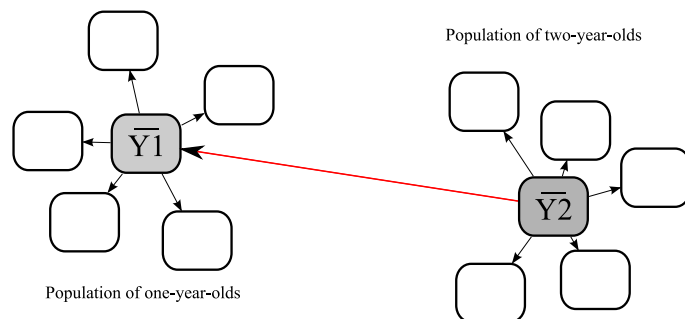 Population of two-year-olds
Y1
Y2
Population of one-year-olds